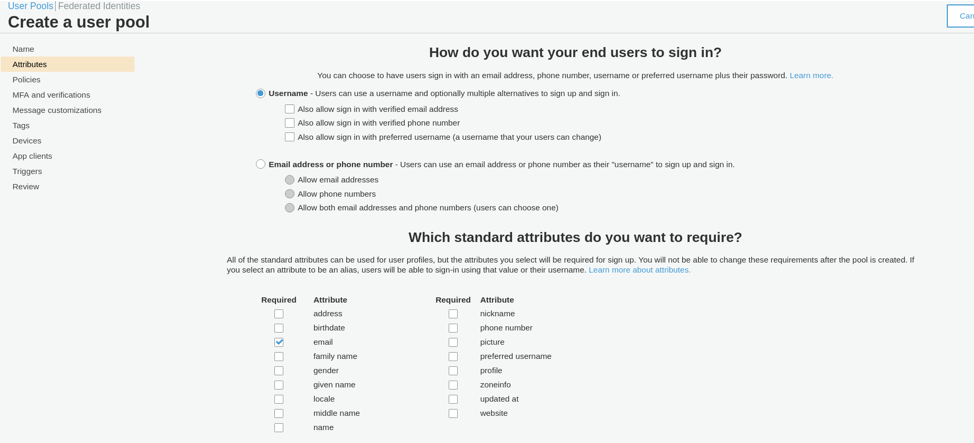 User Pools|Federated Identities
Create a user pool
Name
Attributes
Policies
MFA and verifications
Message customizations
Tags
Devices
App clients
Triggers
Review
How do you want your end users to sign in?
You can choose to have users sign in with an email address, phone number, username or preferred username plus their password. Learn more.
Username - Users can use a username and optionally multiple alternatives to sign up and sign in.
Also allow sign in with verified email address
Also allow sign in with verified phone number
Also allow sign in with preferred username (a username that your users can change)
Email address or phone number - Users can use an email address or phone number as their "username" to sign up and sign in.
Allow email addresses
Allow phone numbers
Allow both email addresses and phone numbers (users can choose one)
Which standard attributes do you want to require?
All of the standard attributes can be used for user profiles, but the attributes you select will be required for sign up. You will not be able to change these requirements after the pool is created. If
you select an attribute to be an alias, users will be able to sign-in using that value or their username. Learn more about attributes.
Required Attribute Required Attribute
address nickname
birthdate phone number
email picture
family name preferred username
gender profile
given name zoneinfo
locale updated at
middle name website
name